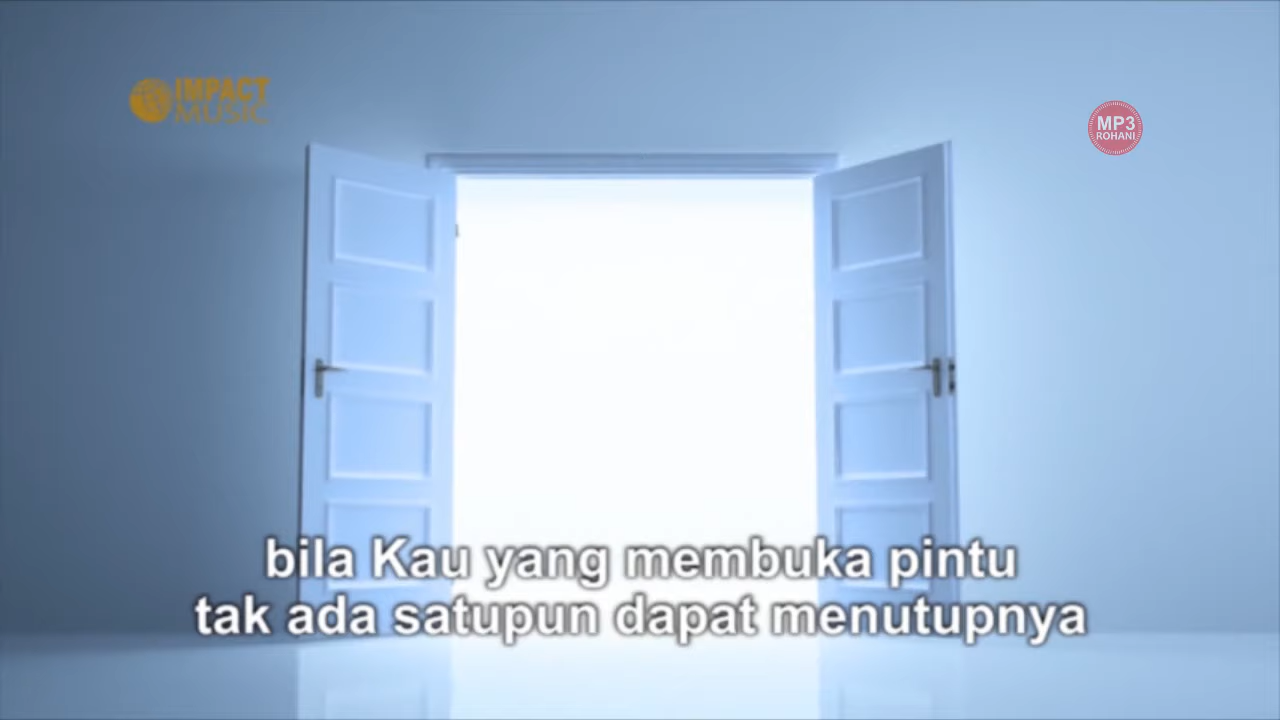 IMPACT
MUSIC
MP3
ROHANI
bila Kau yang membuka pintu
tak ada satupun dapat menutupnya